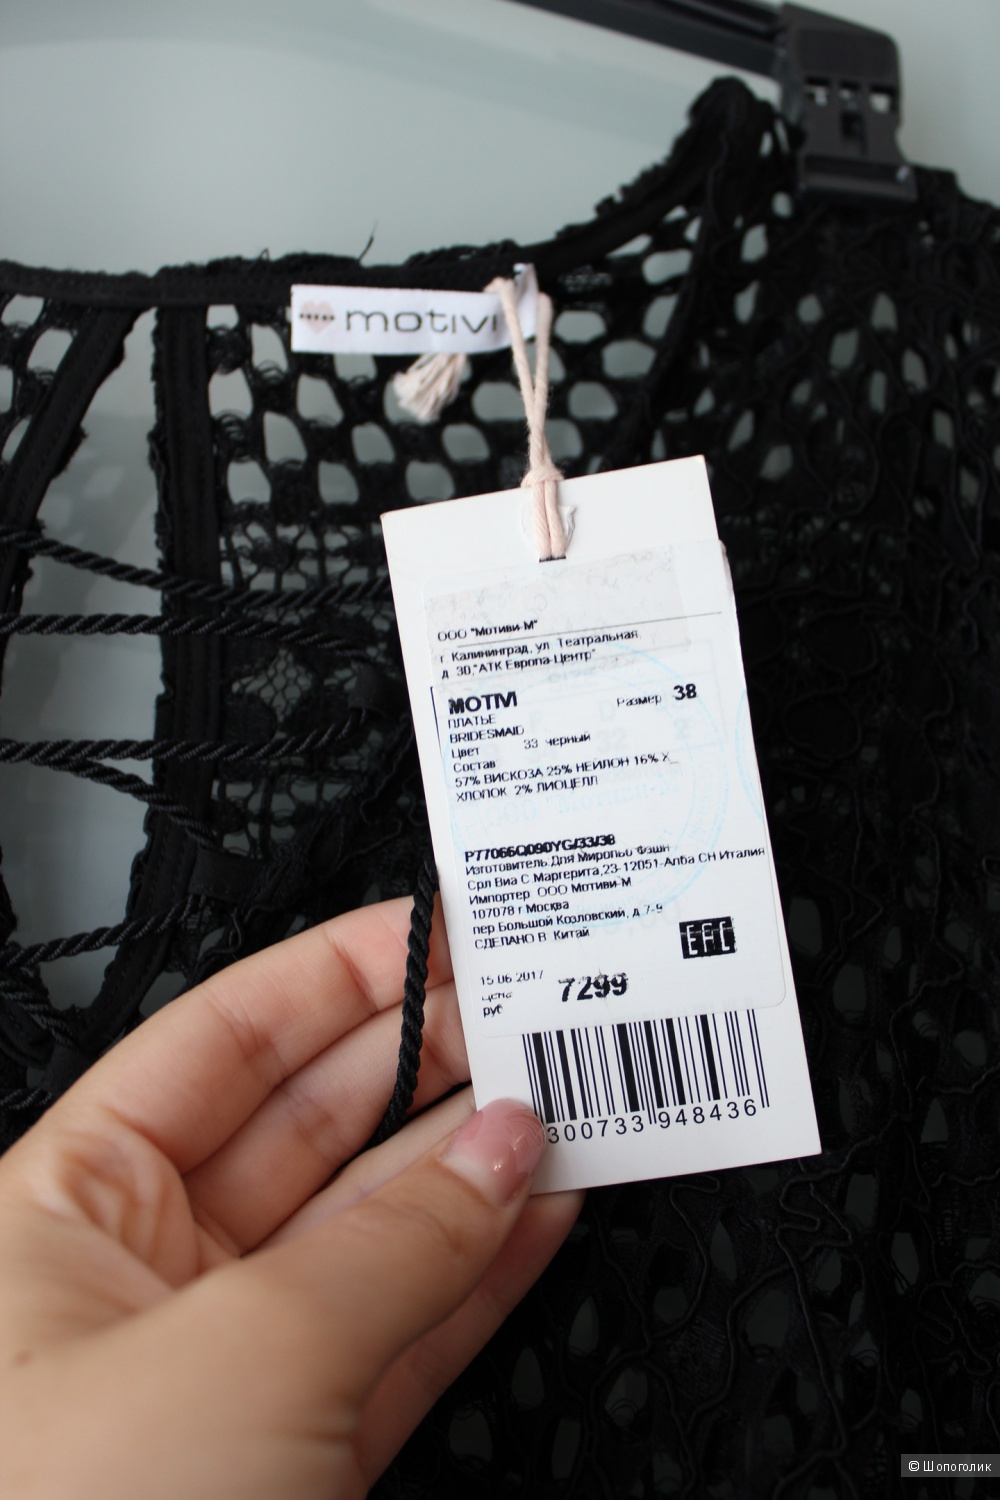 motivi
ООО "Мотиви-М"
г Калининград, ул Театральная,
д 30,"АТК Европа-Центр"
MOTIVI Размер 38
ПЛАТЬЕ
BRIDESMAID
Цвет 33 черный
Состав
57% ВИСКОЗА 25% НЕЙЛОН 16% Х_
ХЛОПОК 2% ЛИОЦЕЛЛ
P77066Q090YG/33/38
Изготовитель Для Мирольо Фэшн
Срл Виа С Маргерита,23-12051-Алба СН Италия
Импортер ООО Мотиви-М
107078 г Москва
пер Большой Козловский, д.7-9
СДЕЛАНО В Китай
EAC
15 06 2017
цена 7299
руб
300733 948436
© Шопоголик